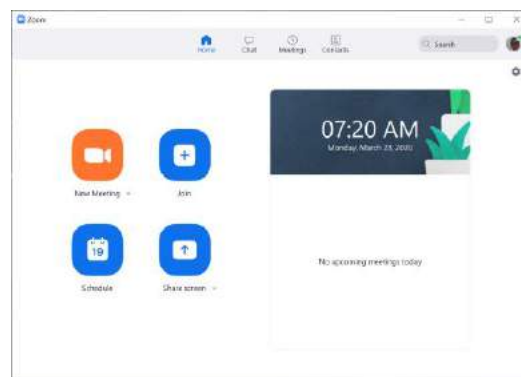 Zoom
Home
Chat
Meetings
Contacts
Search
07:20 AM
Monday, March 23, 2020
New Meeting
Join
19
Schedule
Share screen
No upcoming meetings today